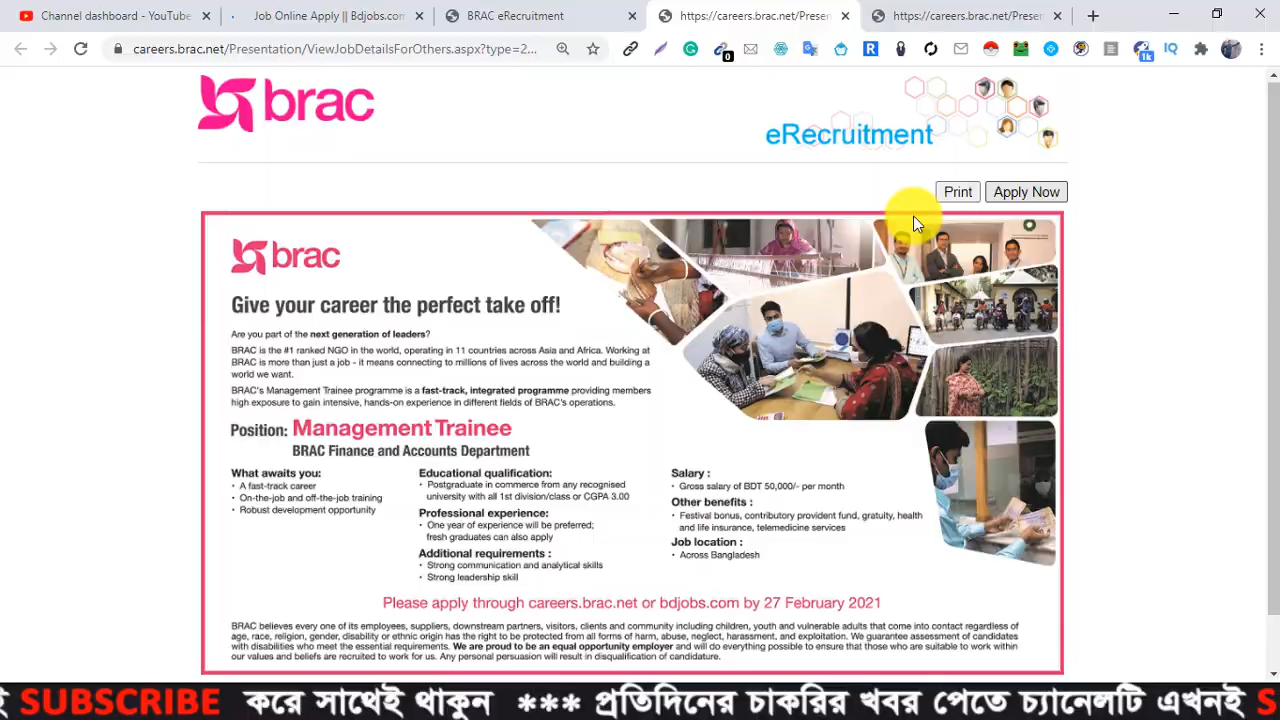 Channel dashboard - YouTube
Job Online Apply || Bdjobs.com
BRAC eRecruitment
https://careers.brac.net/Presen
https://careers.brac.net/Presen
careers.brac.net/Presentation/ViewJobDetailsForOthers.aspx?type=2...
0
1k
IQ
brac
eRecruitment
Print
Apply Now
brac
Give your career the perfect take off!
Are you part of the next generation of leaders?
BRAC is the #1 ranked NGO in the world, operating in 11 countries across Asia and Africa. Working at
BRAC is more than just a job - it means connecting to millions of lives across the world and building a
world we want.
BRAC's Management Trainee programme is a fast-track, integrated programme providing members
high exposure to gain intensive, hands-on experience in different fields of BRAC's operations.
Position: Management Trainee
BRAC Finance and Accounts Department
What awaits you:
• A fast-track career
• On-the-job and off-the-job training
• Robust development opportunity
Educational qualification:
• Postgraduate in commerce from any recognised
university with all 1st division/class or CGPA 3.00
Professional experience:
• One year of experience will be preferred;
fresh graduates can also apply
Additional requirements :
• Strong communication and analytical skills
• Strong leadership skill
Salary :
• Gross salary of BDT 50,000/- per month
Other benefits :
• Festival bonus, contributory provident fund, gratuity, health
and life insurance, telemedicine services
Job location :
• Across Bangladesh
Please apply through careers.brac.net or bdjobs.com by 27 February 2021
BRAC believes every one of its employees, suppliers, downstream partners, visitors, clients and community including children, youth and vulnerable adults that come into contact regardless of
age, race, religion, gender, disability or ethnic origin has the right to be protected from all forms of harm, abuse, neglect, harassment, and exploitation. We guarantee assessment of candidates
with disabilities who meet the essential requirements. We are proud to be an equal opportunity employer and will do everything possible to ensure that those who are suitable to work within
our values and beliefs are recruited to work for us. Any personal persuasion will result in disqualification of candidature.
SUBSCRIBE করে সাথেই থাকুন *** প্রতিদিনের চাকরির খবর পেতে চ্যানেলটি এখনই S